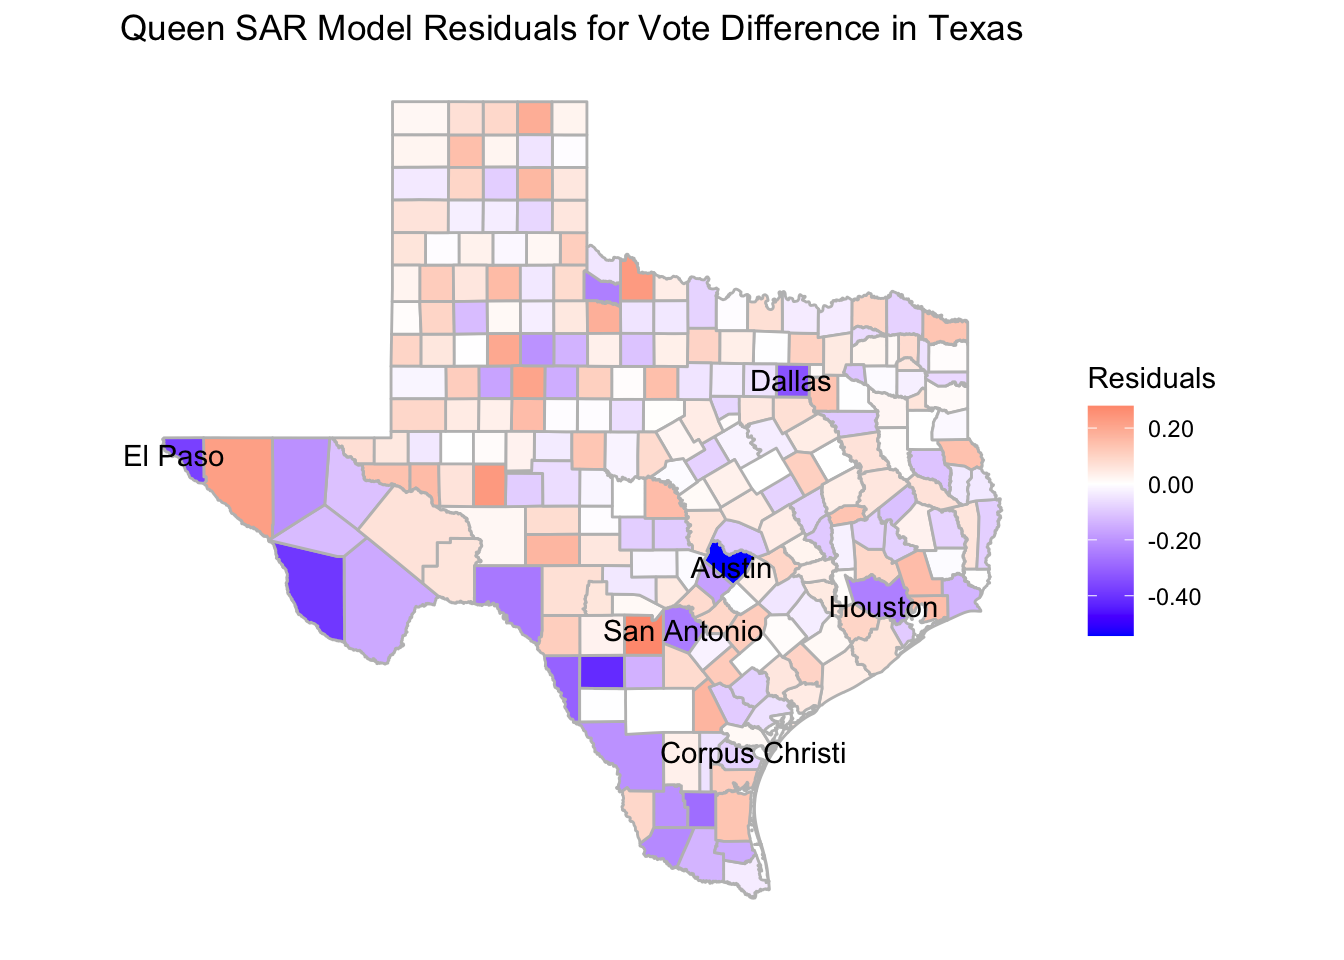 Queen SAR Model Residuals for Vote Difference in Texas
Residuals
0.20
0.00
-0.20
-0.40
Dallas
El Paso
Austin
Houston
San Antonio
Corpus Christi